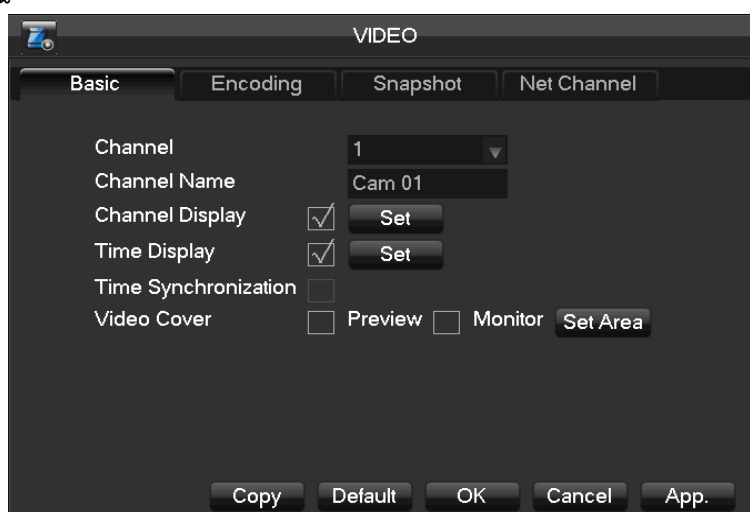 VIDEO
Basic Encoding Snapshot Net Channel
Channel 1
Channel Name Cam 01
Channel Display Set
Time Display Set
Time Synchronization
Video Cover Preview Monitor Set Area
Copy Default OK Cancel App.